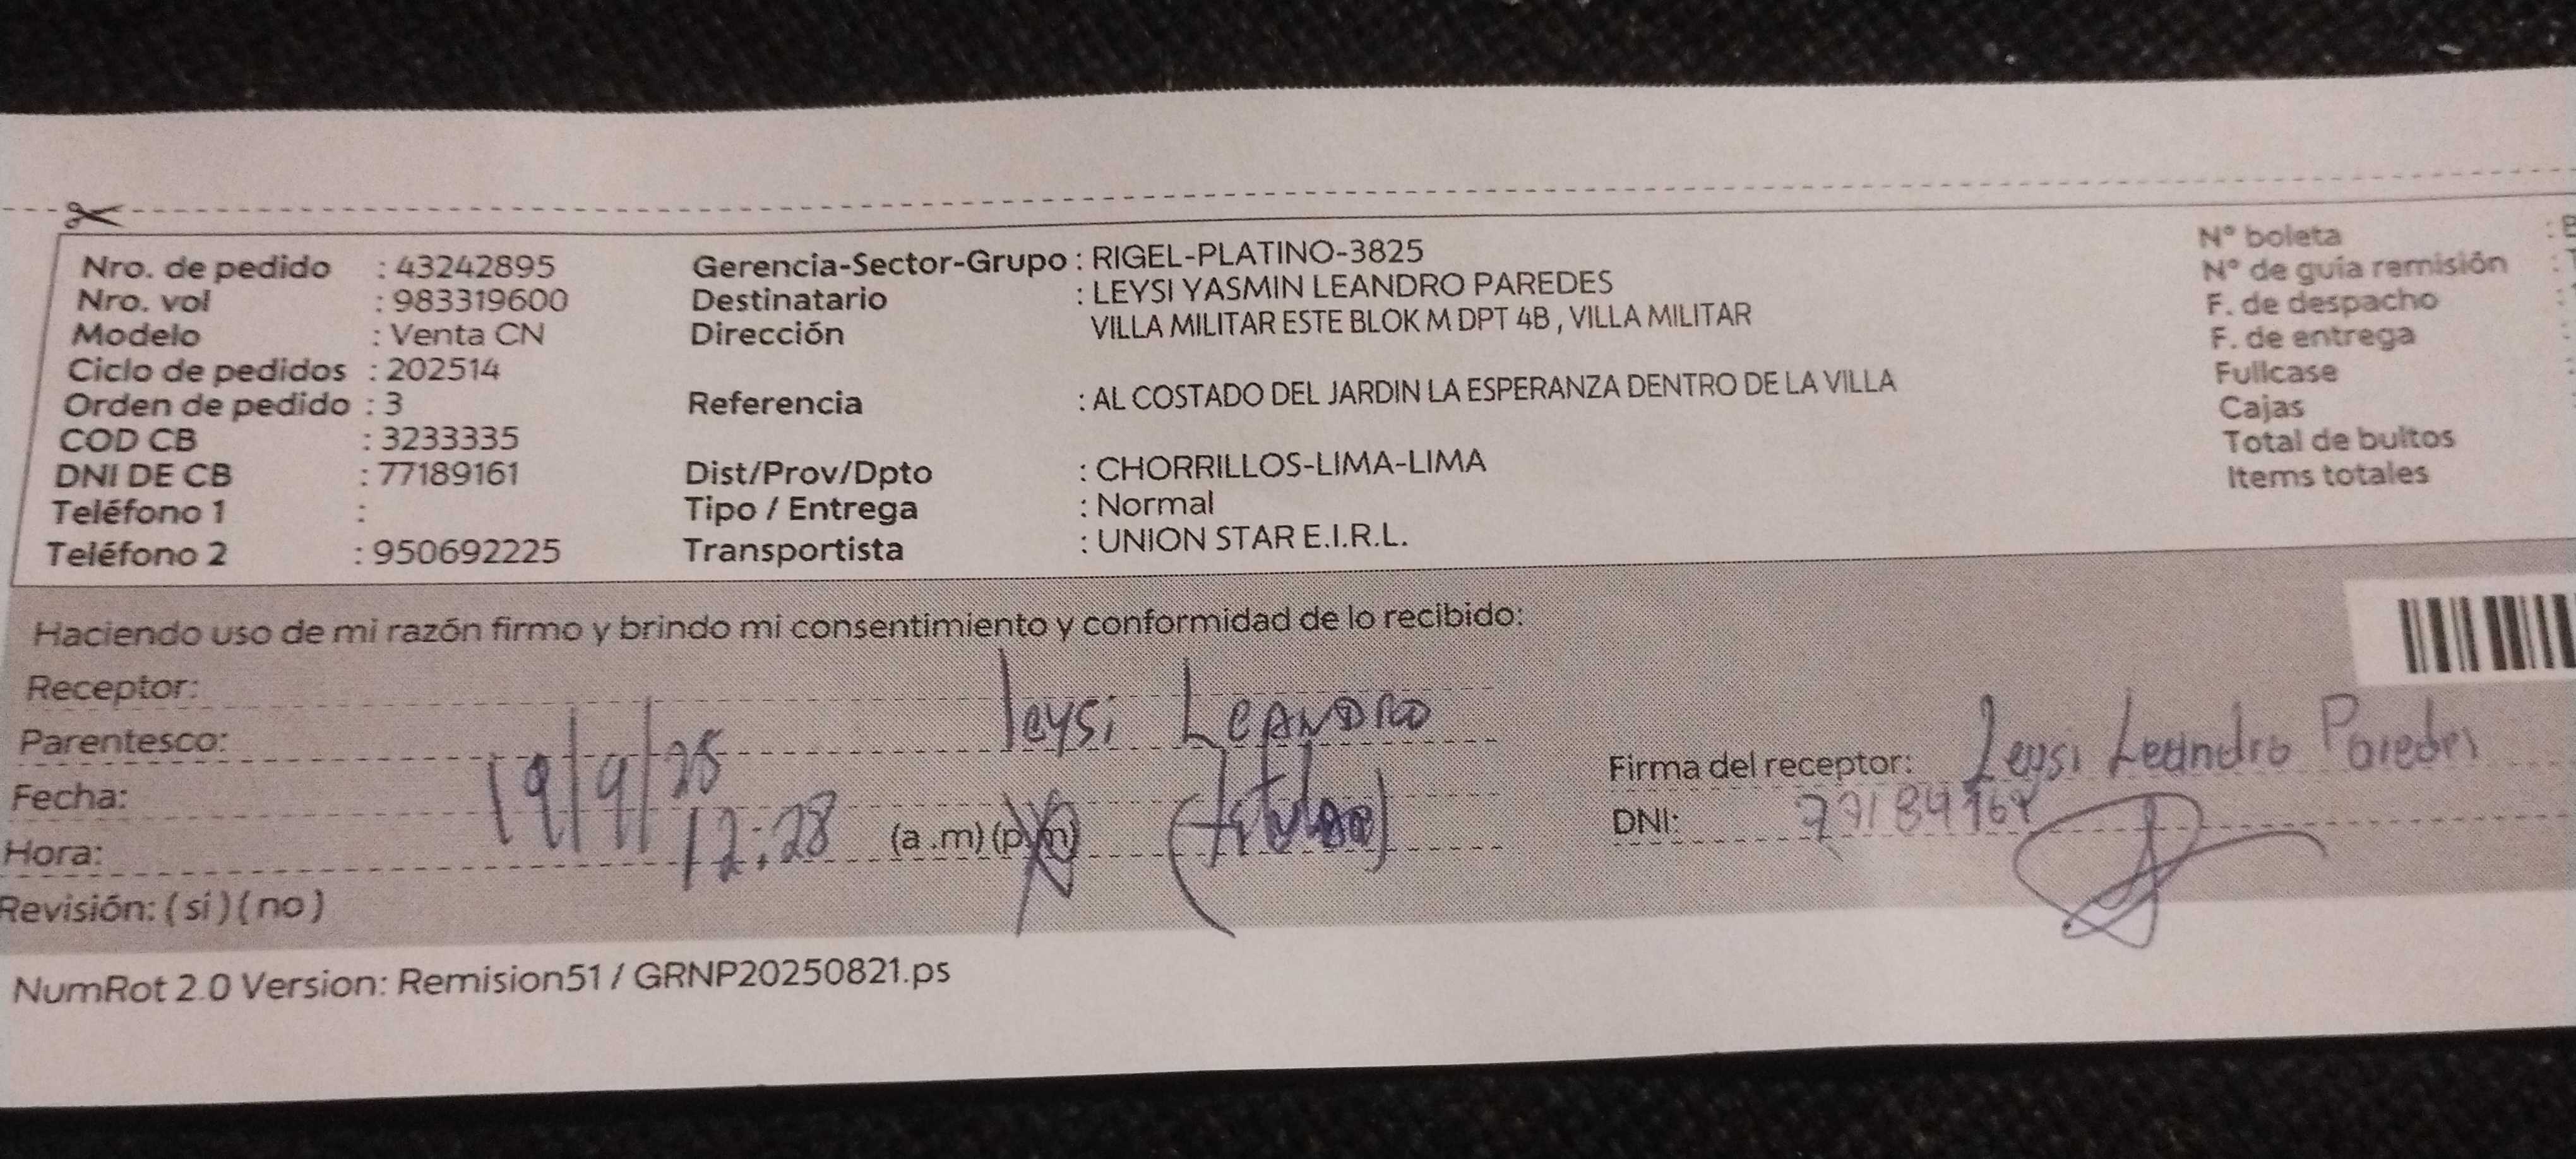 Nro. de pedido : 43242895
Nro. vol : 983319600
Modelo : Venta CN
Ciclo de pedidos : 202514
Orden de pedido : 3
COD CB : 3233335
DNI DE CB : 77189161
Teléfono 1 :
Teléfono 2 : 950692225
Gerencia-Sector-Grupo : RIGEL-PLATINO-3825
Destinatario : LEYSI YASMIN LEANDRO PAREDES
Dirección VILLA MILITAR ESTE BLOK M DPT 4B , VILLA MILITAR
Referencia : AL COSTADO DEL JARDIN LA ESPERANZA DENTRO DE LA VILLA
Dist/Prov/Dpto : CHORRILLOS-LIMA-LIMA
Tipo / Entrega : Normal
Transportista : UNION STAR E.I.R.L.
N° boleta :
N° de guía remisión :
F. de despacho :
F. de entrega :
Fullcase :
Cajas
Total de bultos
Items totales
Haciendo uso de mi razón firmo y brindo mi consentimiento y conformidad de lo recibido:
Receptor: leysi LEANDRO
Parentesco: (titular)
Fecha: 19/9/25
Hora: 12:28 (a .m) (p.m)
Revisión: ( si ) ( no )
Firma del receptor: Leysi Leandro Paredes
DNI:
NumRot 2.0 Version: Remision51 / GRNP20250821.ps